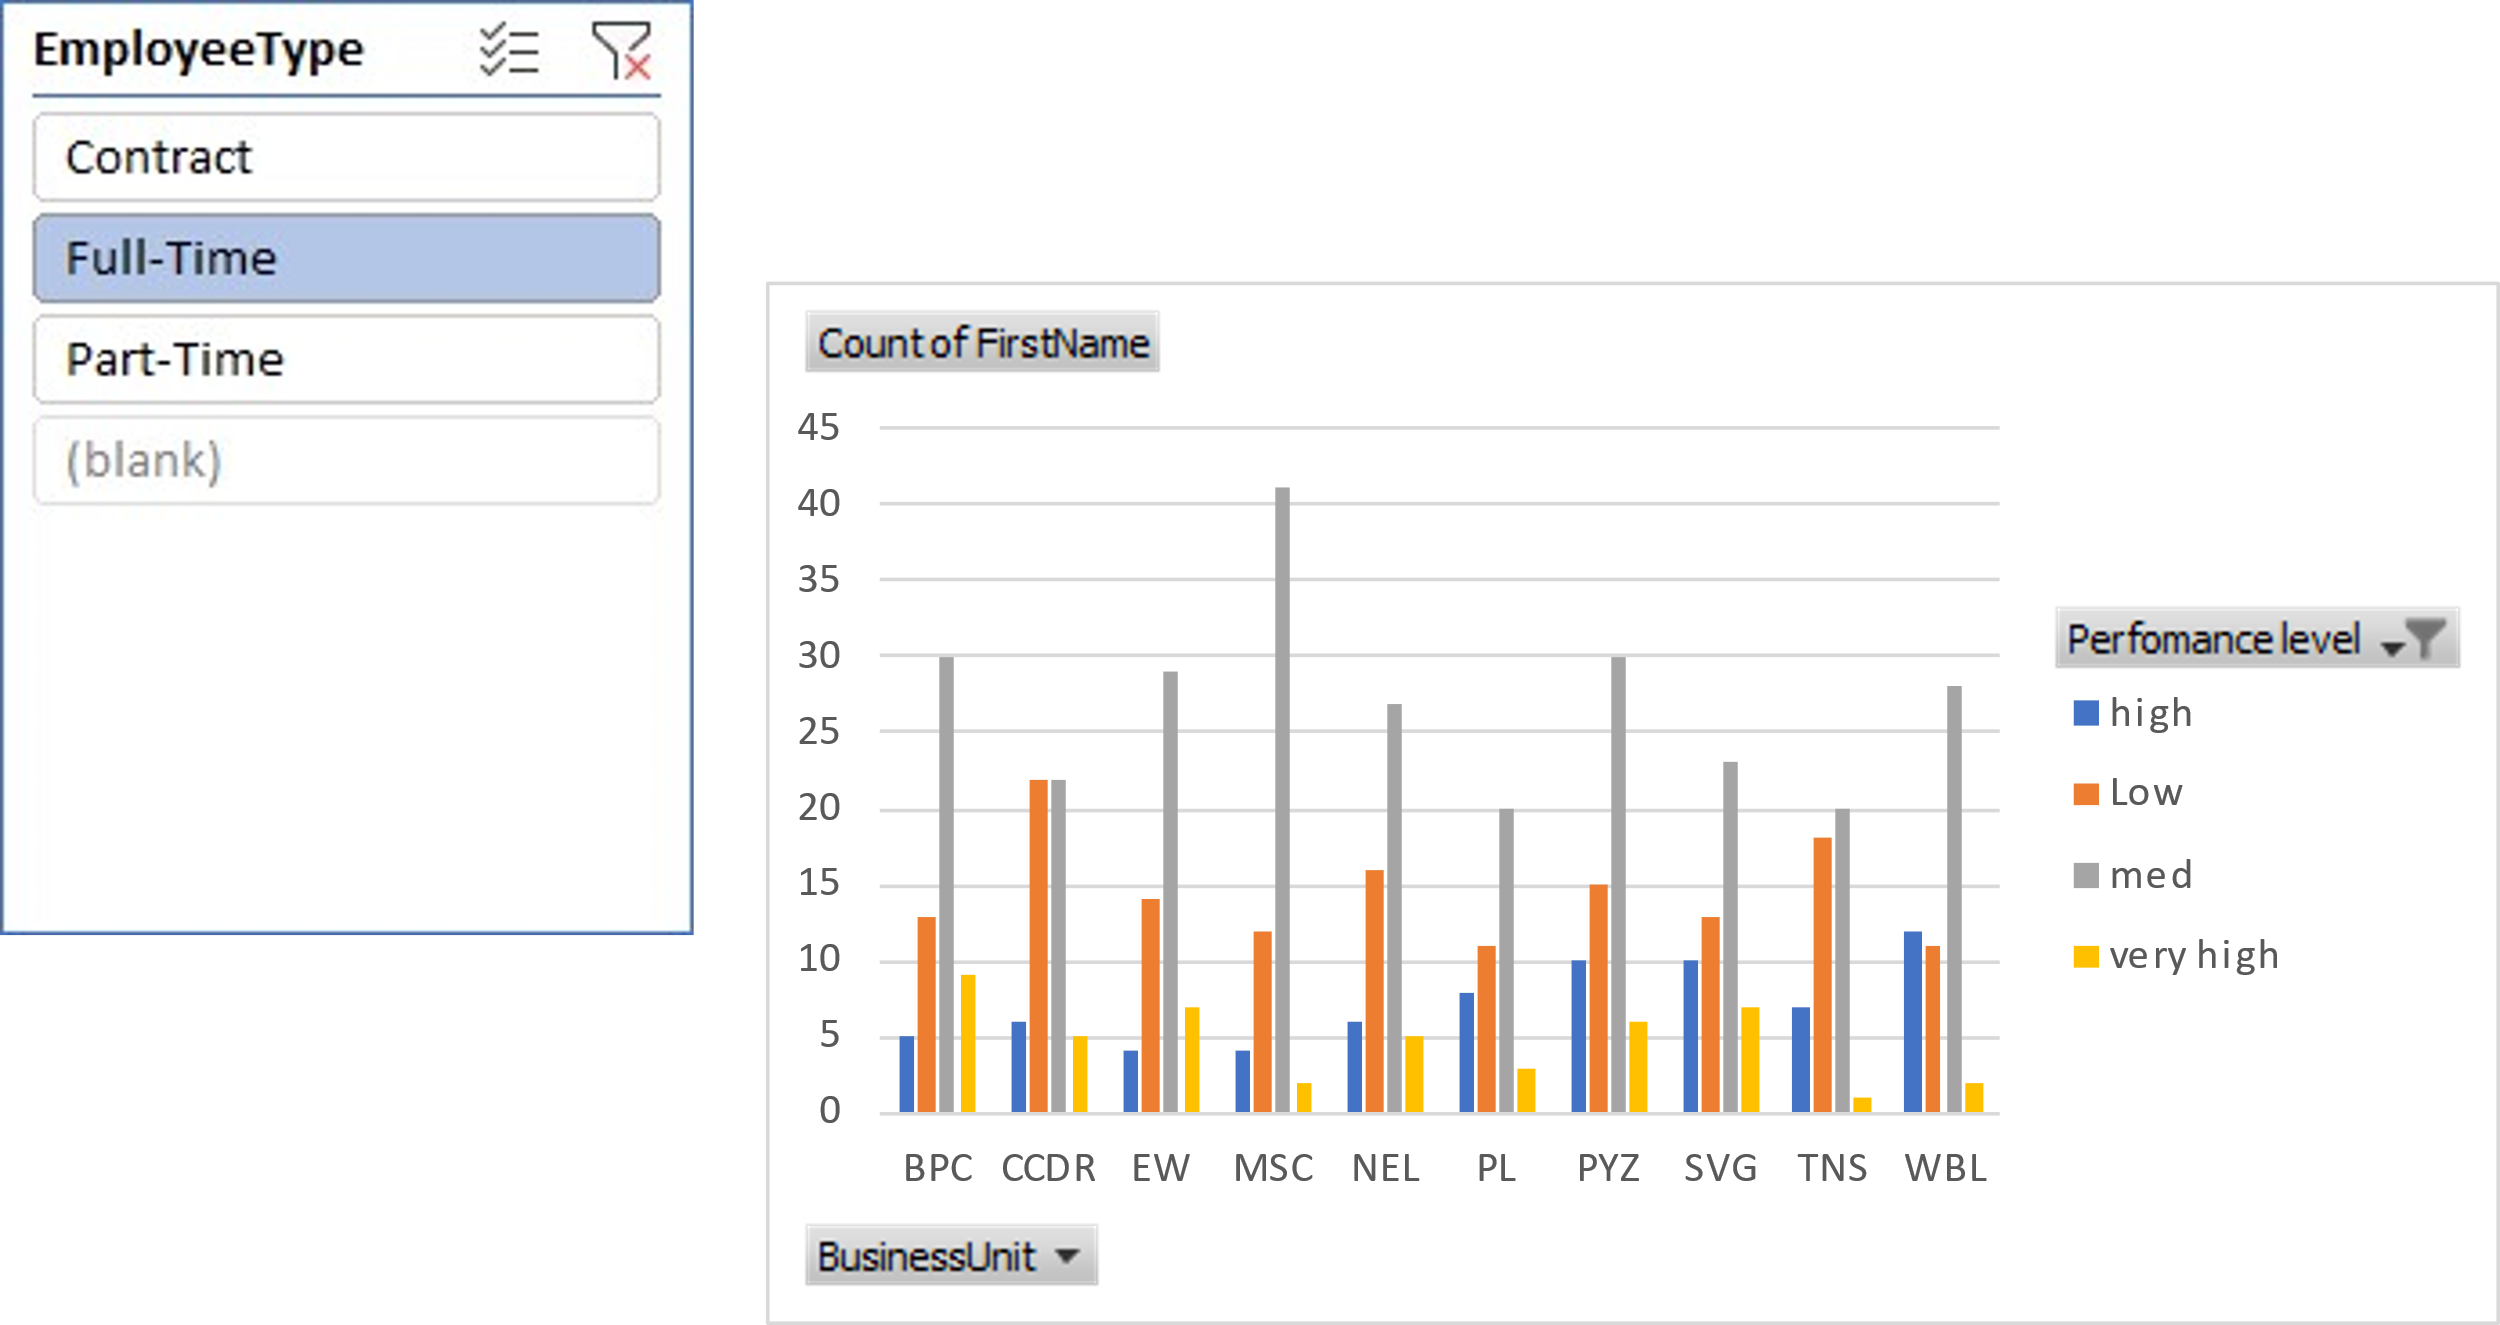 EmployeeType
Contract
Full-Time
Part-Time
(blank)
Count of FirstName
45
40
35
30
25
20
15
10
5
0
BPC CCDR EW MSC NEL PL PYZ SVG TNS WBL
BusinessUnit
Perfomance level
high
Low
med
very high